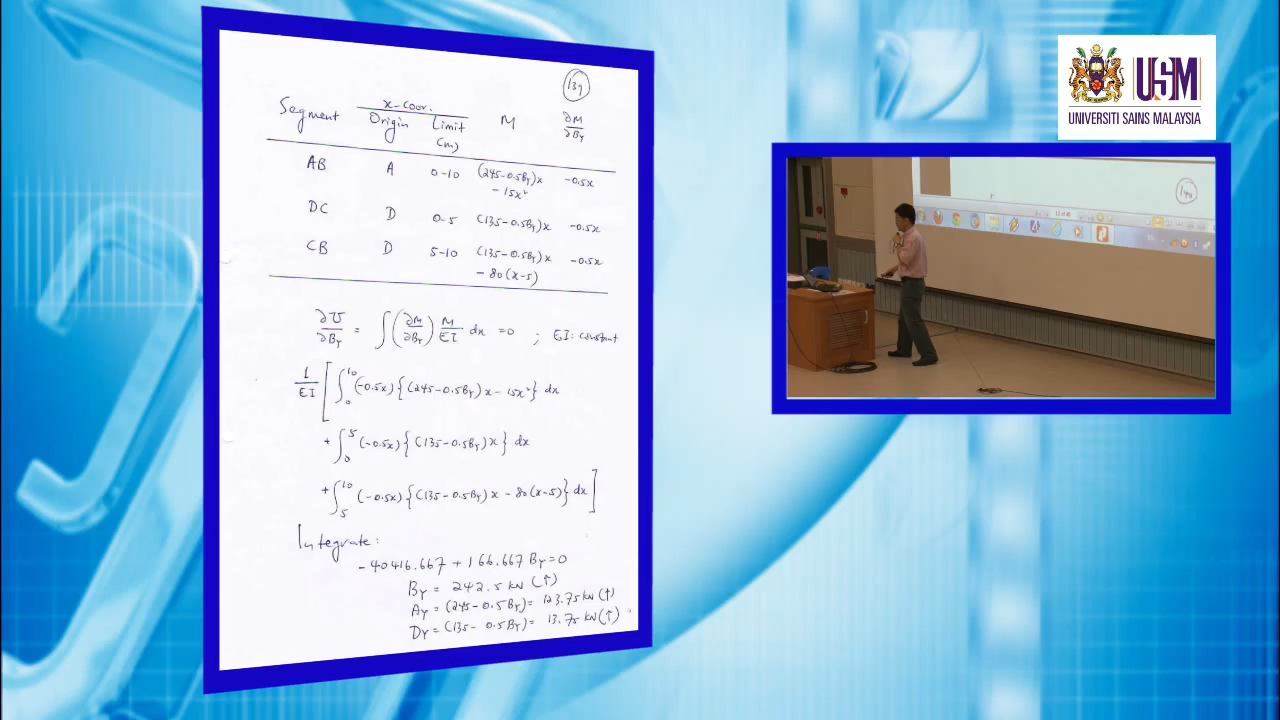 139
Segment x-coor. M ∂M/∂By
Origin Limit (m)
AB A 0-10 (245-0.5By)x - 15x² -0.5x
DC D 0-5 (135-0.5By)x -0.5x
CB D 5-10 (135-0.5By)x - 80(x-5) -0.5x
∂U/∂By = ∫(∂M/∂By) M/EI dx = 0 ; EI: constant
1/EI [∫₀¹⁰ (-0.5x){(245-0.5By)x - 15x²} dx
+ ∫₀⁵ (-0.5x){(135-0.5By)x} dx
+ ∫₅¹⁰ (-0.5x){(135-0.5By)x - 80(x-5)} dx]
Integrate:
-40416.667 + 166.667 By = 0
By = 242.5 kN (↑)
Ay = (245-0.5By) = 123.75 kN (↑)
Dy = (135-0.5By) = 13.75 kN (↑)
USM
UNIVERSITI SAINS MALAYSIA
140